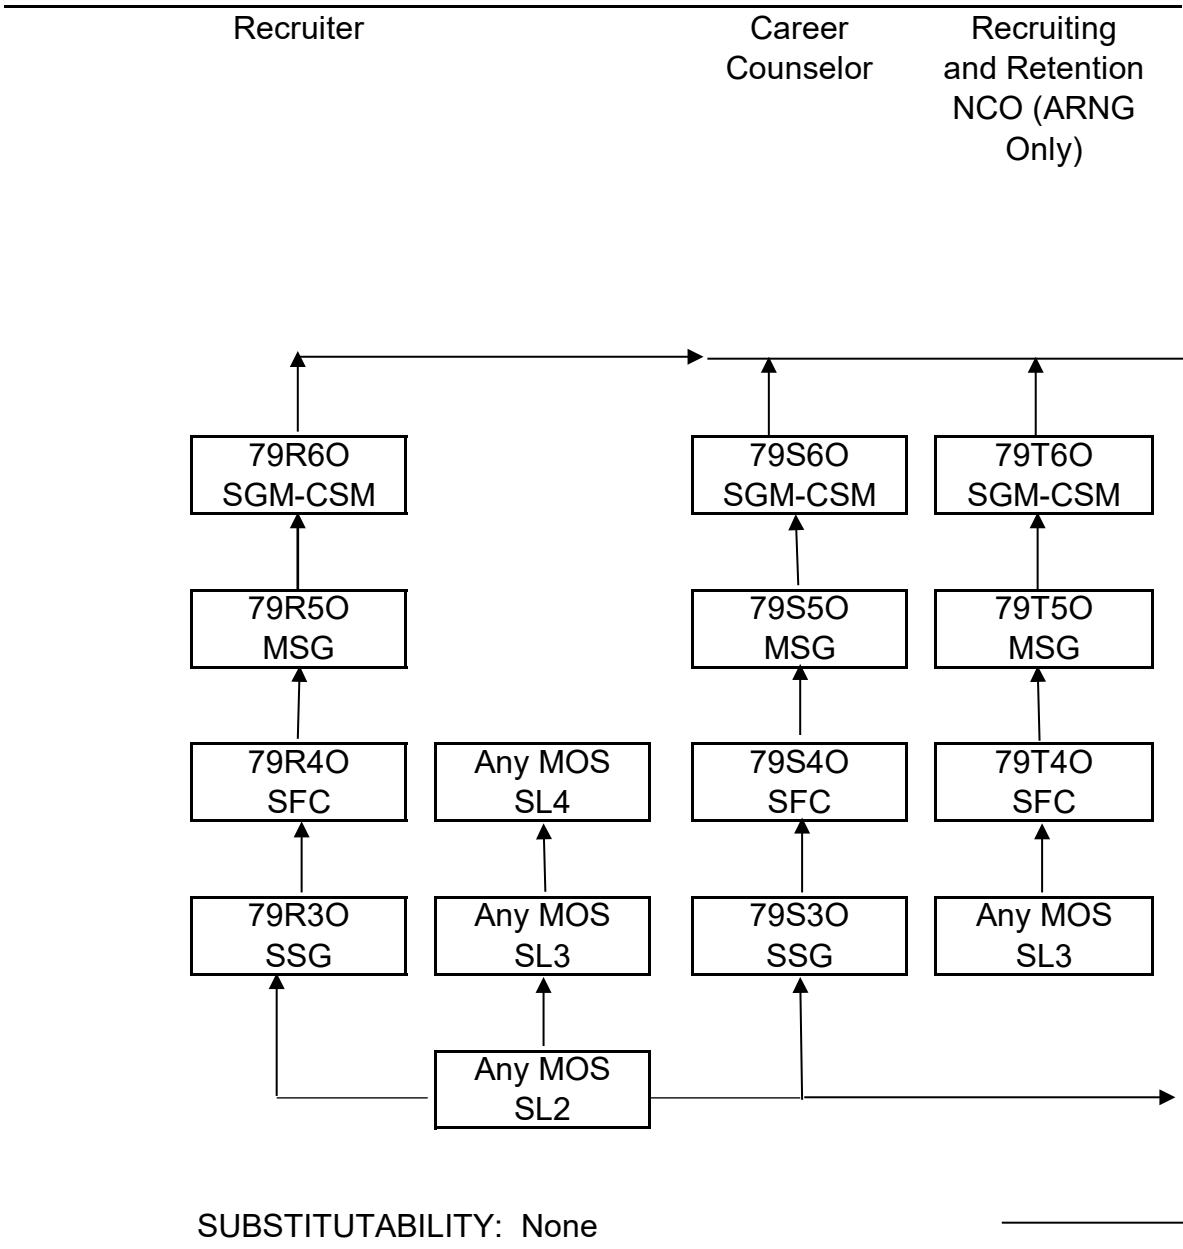 Recruiter
Career
Counselor
Recruiting
and Retention
NCO (ARNG
Only)
79R6O
SGM-CSM
79S6O
SGM-CSM
79T6O
SGM-CSM
79R5O
MSG
79S5O
MSG
79T5O
MSG
79R4O
SFC
Any MOS
SL4
79S4O
SFC
79T4O
SFC
79R3O
SSG
Any MOS
SL3
79S3O
SSG
Any MOS
SL3
Any MOS
SL2
SUBSTITUTABILITY: None